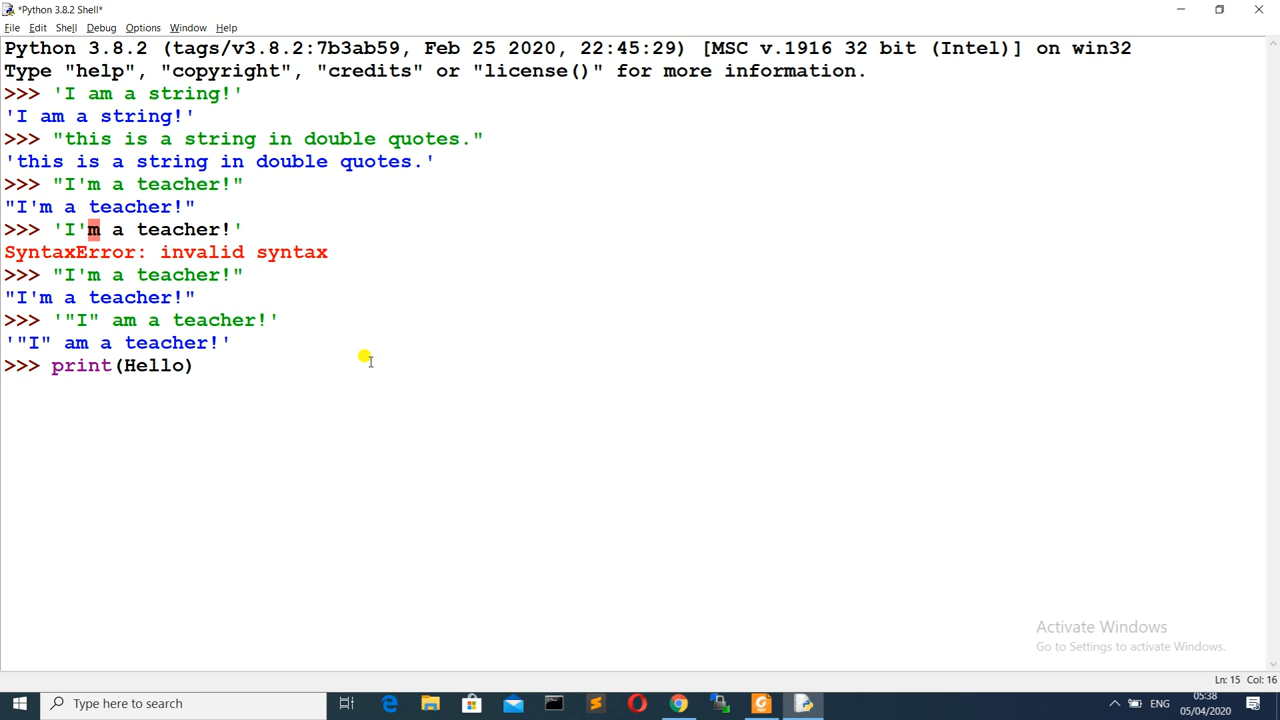 *Python 3.8.2 Shell*
File Edit Shell Debug Options Window Help
Python 3.8.2 (tags/v3.8.2:7b3ab59, Feb 25 2020, 22:45:29) [MSC v.1916 32 bit (Intel)] on win32
Type "help", "copyright", "credits" or "license()" for more information.
>>> 'I am a string!'
'I am a string!'
>>> "this is a string in double quotes."
'this is a string in double quotes.'
>>> "I'm a teacher!"
"I'm a teacher!"
>>> 'I'm a teacher!'
SyntaxError: invalid syntax
>>> "I'm a teacher!"
"I'm a teacher!"
>>> '"I" am a teacher!'
'"I" am a teacher!'
>>> print(Hello)
Activate Windows
Go to Settings to activate Windows.
Ln: 15 Col: 16
Type here to search
ENG
05:38
05/04/2020